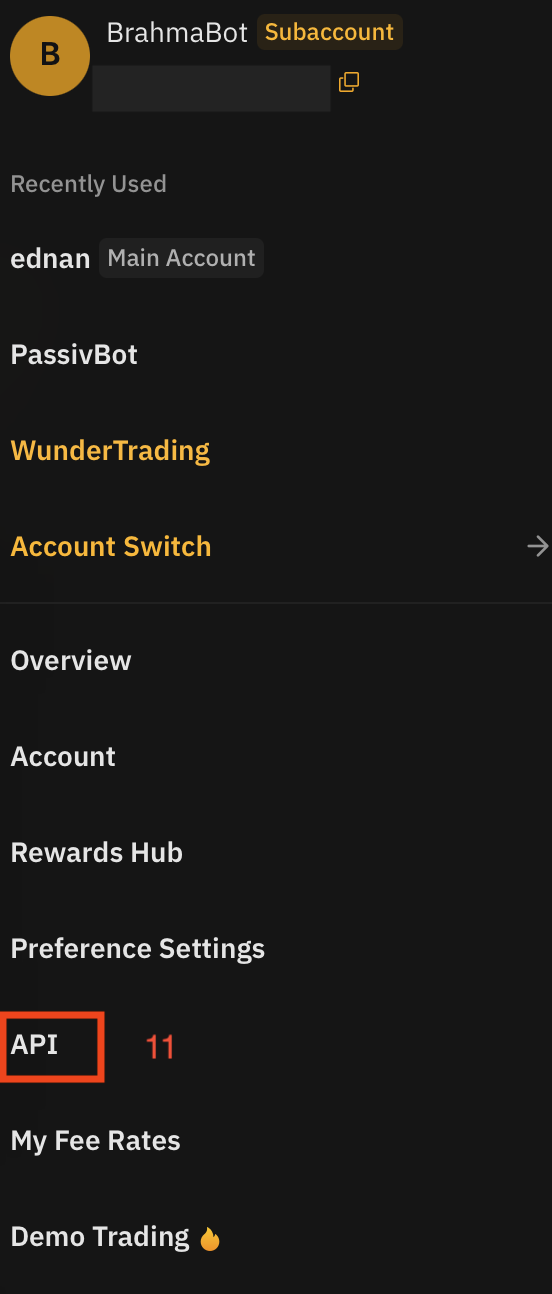 B
BrahmaBot Subaccount
Recently Used
ednan Main Account
PassivBot
WunderTrading
Account Switch
Overview
Account
Rewards Hub
Preference Settings
API 11
My Fee Rates
Demo Trading 🔥